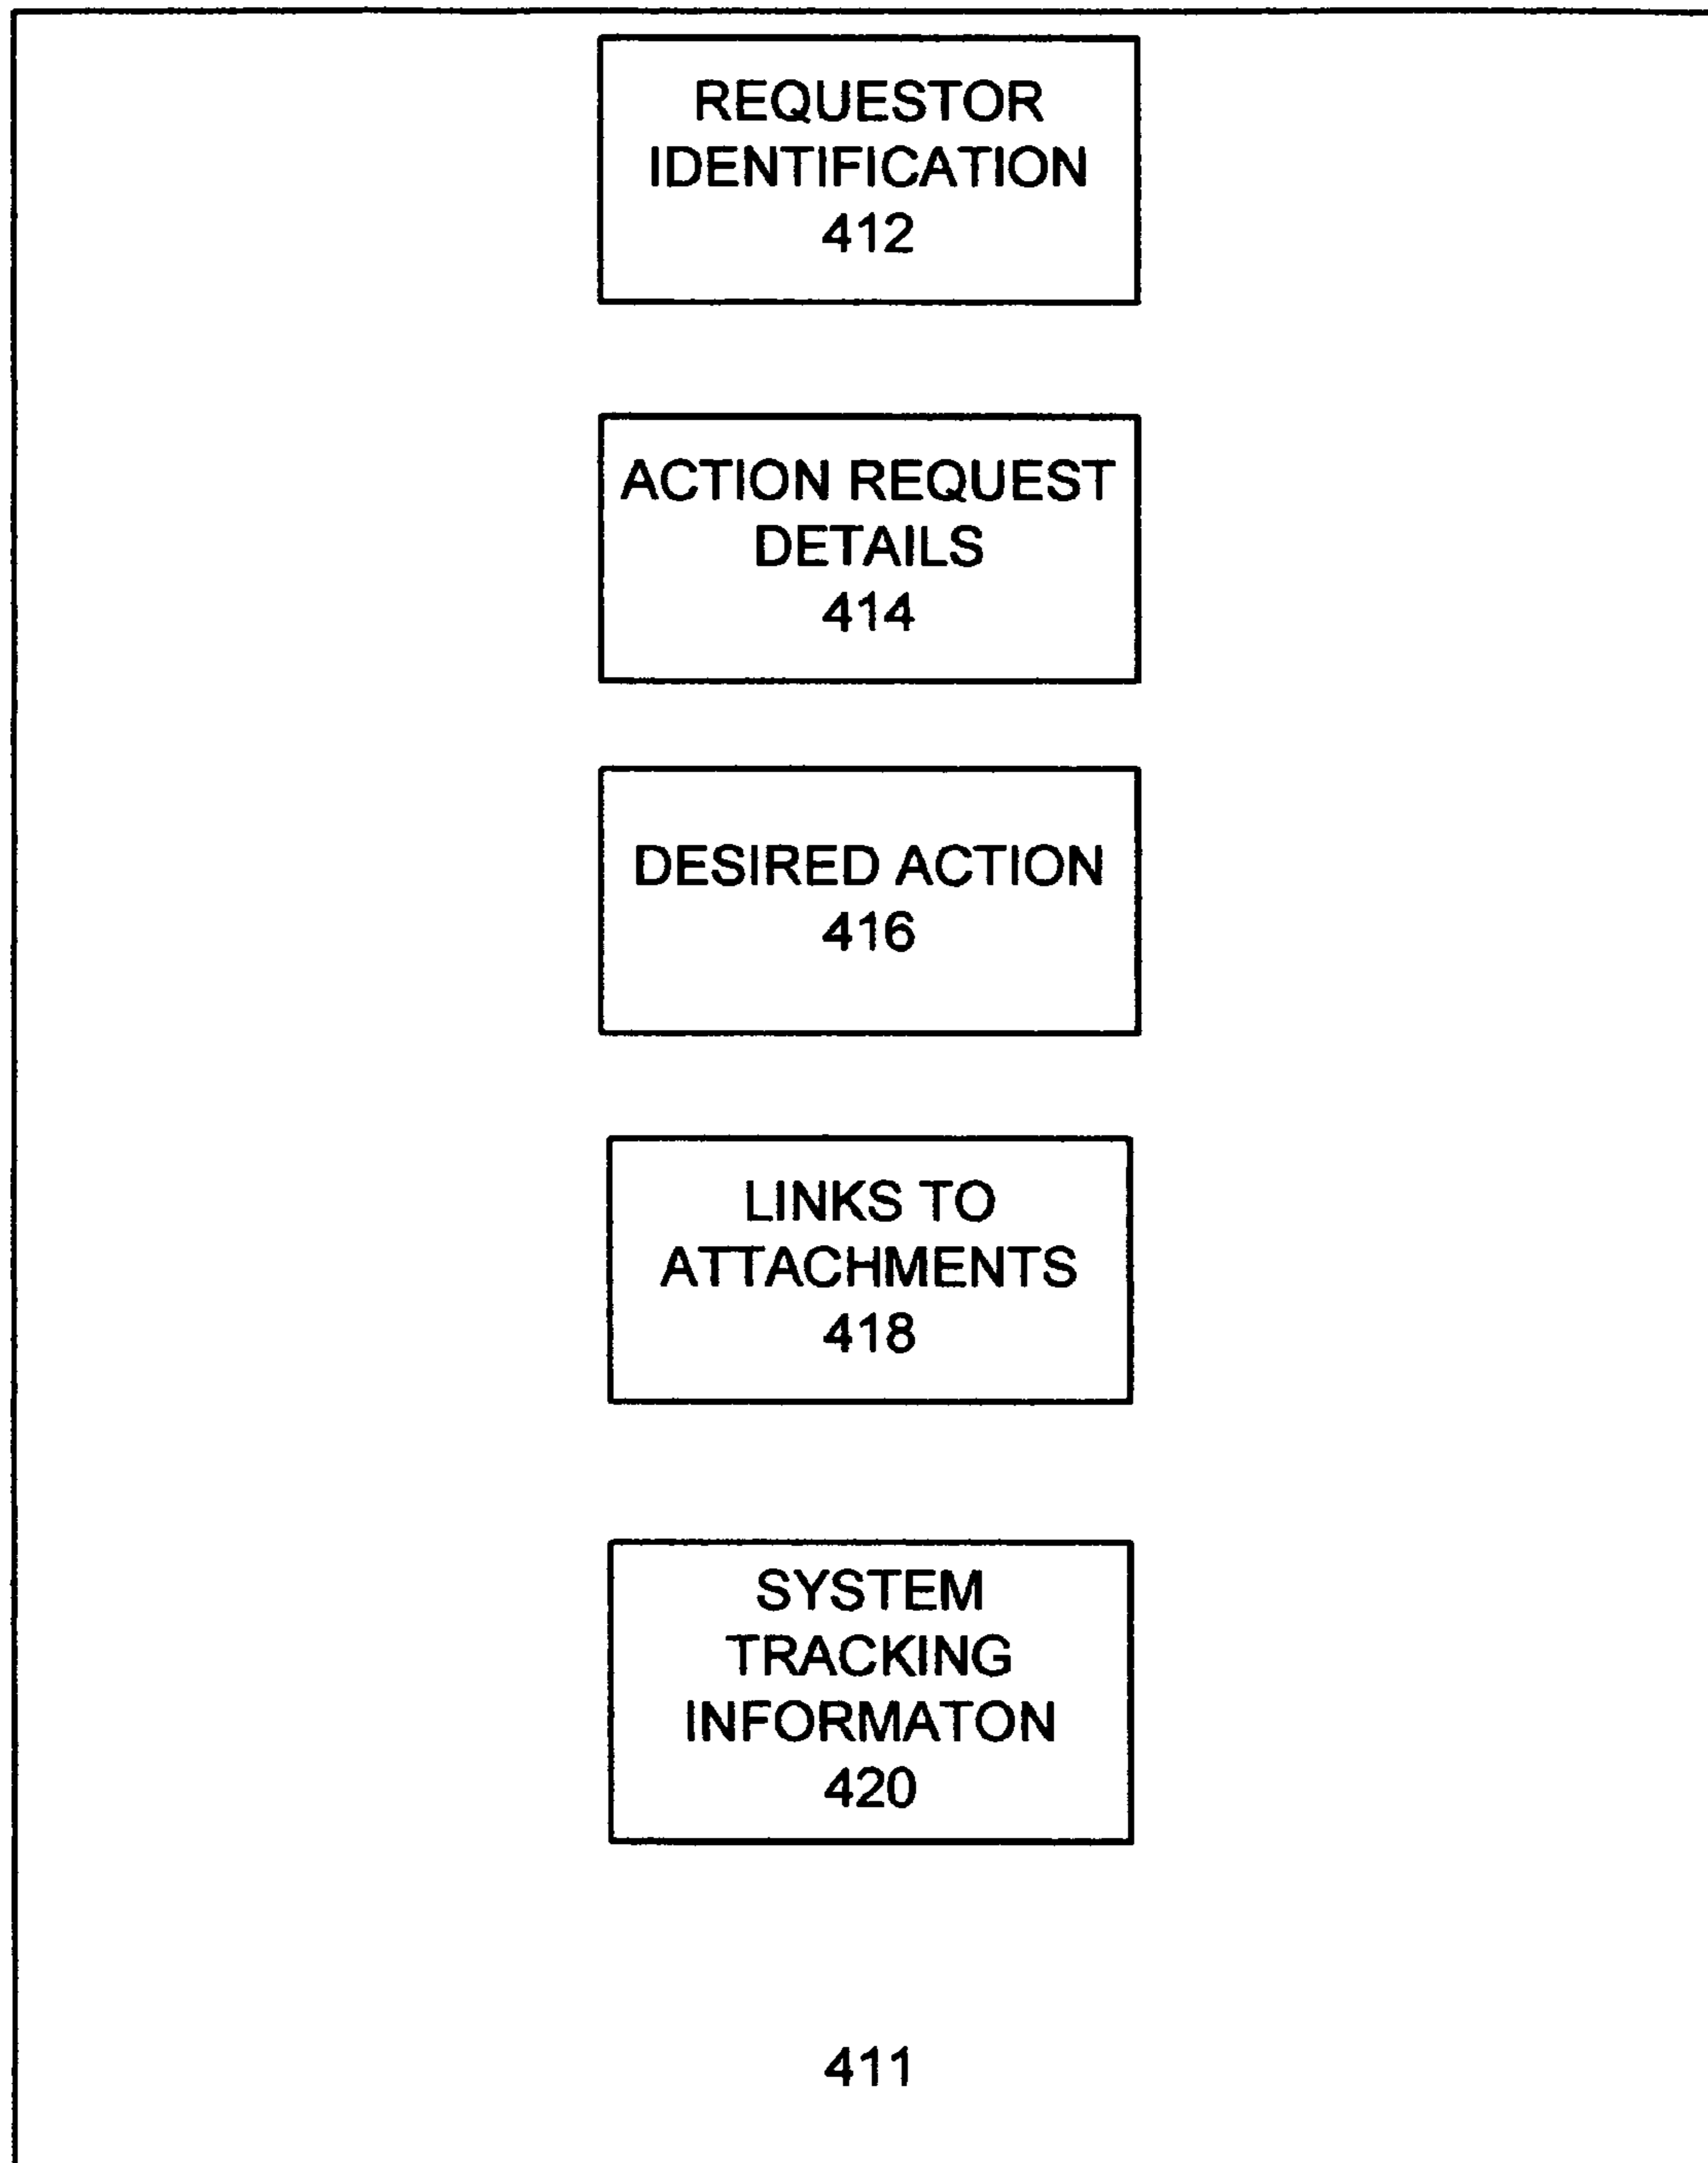 REQUESTOR
IDENTIFICATION
412
ACTION REQUEST
DETAILS
414
DESIRED ACTION
416
LINKS TO
ATTACHMENTS
418
SYSTEM
TRACKING
INFORMATON
420
411